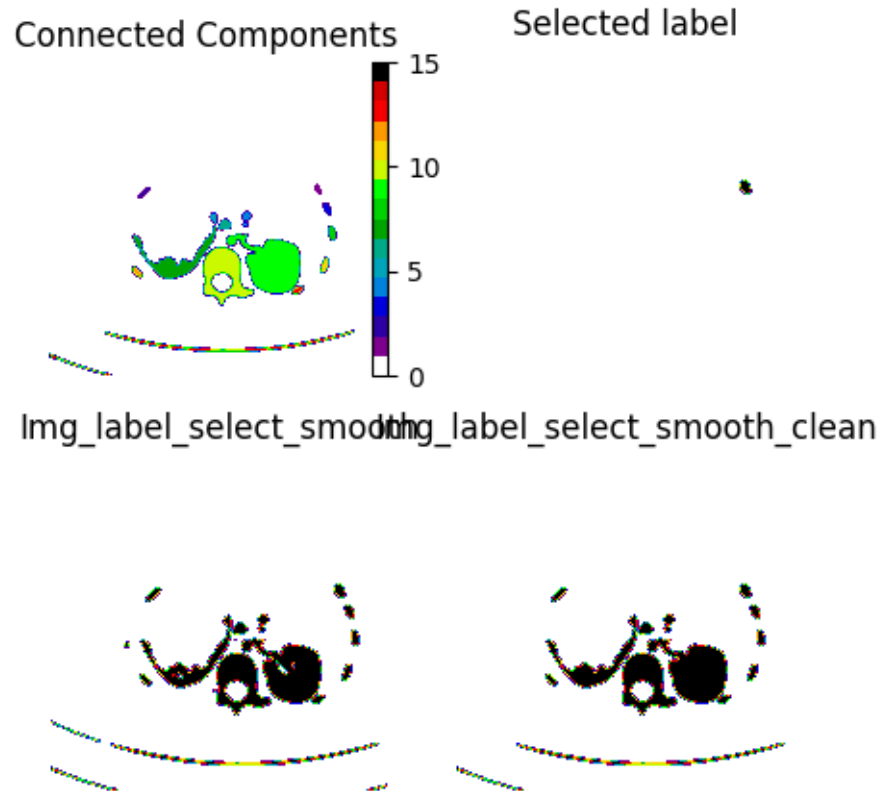 Connected Components
Selected label
15
10
5
0
Img_label_select_smooth
Img_label_select_smooth_clean